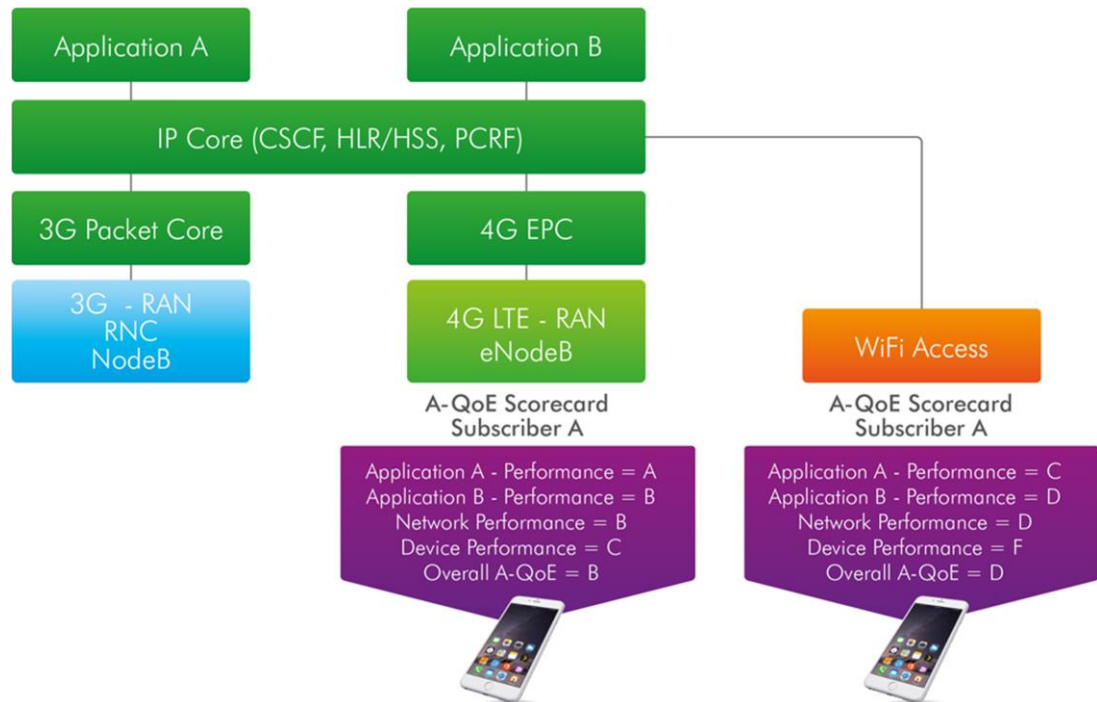 Application A
Application B
IP Core (CSCF, HLR/HSS, PCRF)
3G Packet Core
4G EPC
3G - RAN
RNC
NodeB
4G LTE - RAN
eNodeB
WiFi Access
A-QoE Scorecard
Subscriber A
Application A - Performance = A
Application B - Performance = B
Network Performance = B
Device Performance = C
Overall A-QoE = B
A-QoE Scorecard
Subscriber A
Application A - Performance = C
Application B - Performance = D
Network Performance = D
Device Performance = F
Overall A-QoE = D